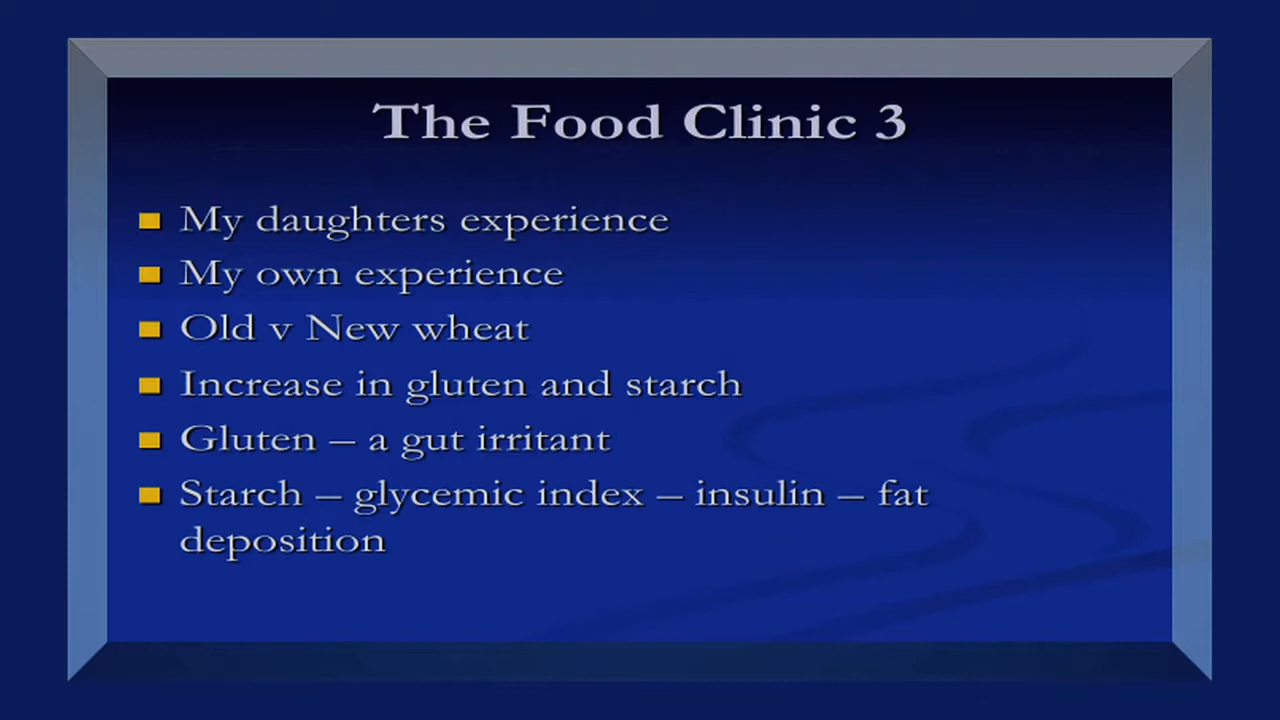 The Food Clinic 3
My daughters experience
My own experience
Old v New wheat
Increase in gluten and starch
Gluten – a gut irritant
Starch – glycemic index – insulin – fat
deposition